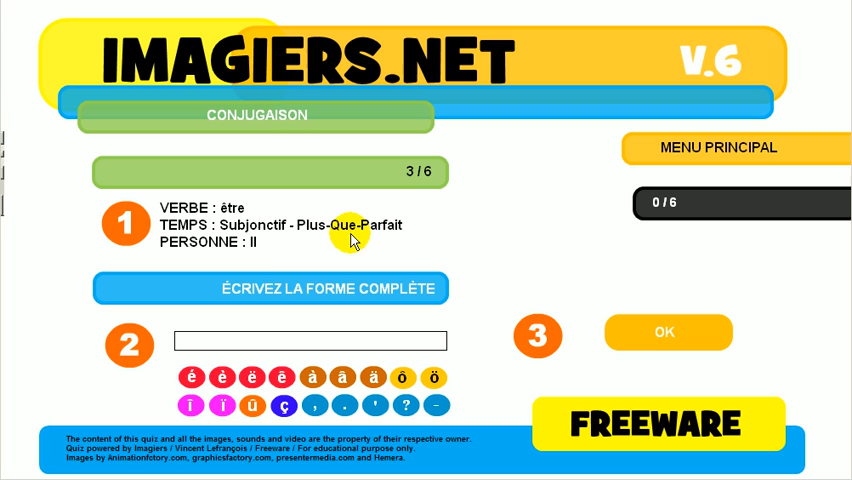 IMAGIERS.NET
V.6
CONJUGAISON
MENU PRINCIPAL
3 / 6
0 / 6
1
VERBE : être
TEMPS : Subjonctif - Plus-Que-Parfait
PERSONNE : Il
ÉCRIVEZ LA FORME COMPLÈTE
2
3
OK
é è ë ê à â ä ô ö
î ï û ç , . ' ? -
FREEWARE
The content of this quiz and all the images, sounds and video are the property of their respective owner.
Quiz powered by Imagiers / Vincent Lefrançois / Freeware / For educational purpose only.
Images by Animationfctory.com, graphicsfactory.com, presentermedia.com and Hemera.